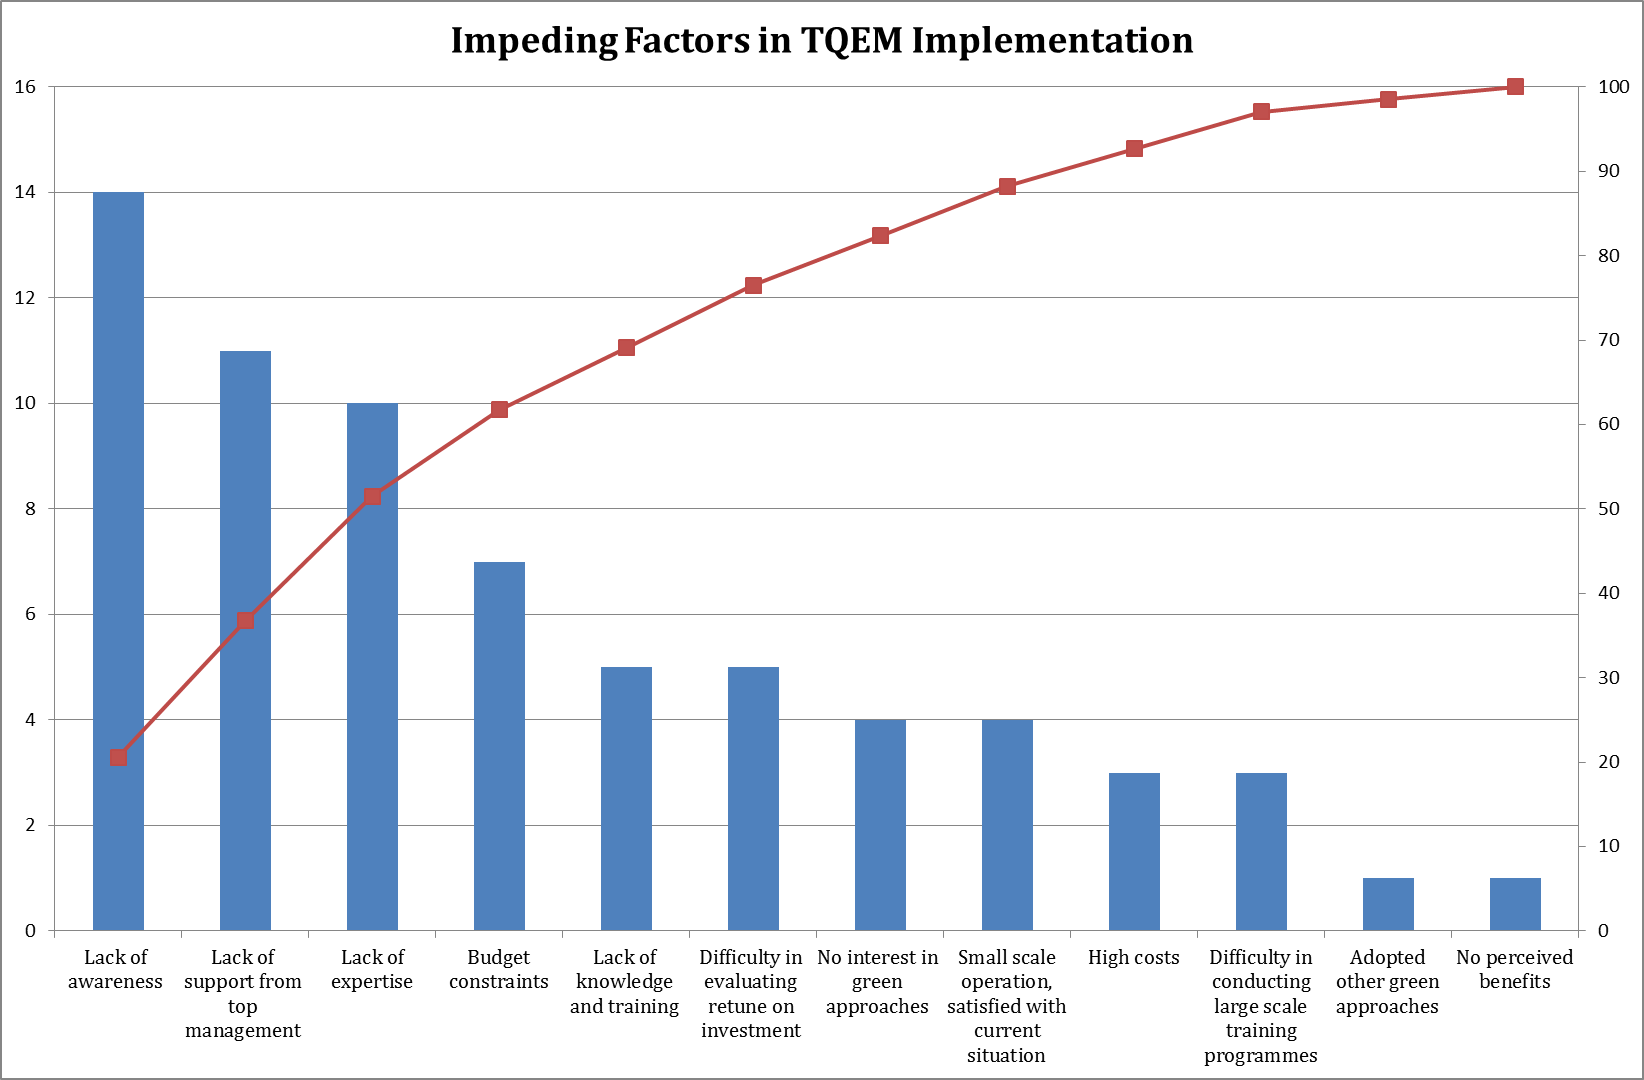 Impeding Factors in TQEM Implementation
16
14
12
10
8
6
4
2
0
100
90
80
70
60
50
40
30
20
10
0
Lack of
awareness
Lack of
support from
top
management
Lack of
expertise
Budget
constraints
Lack of
knowledge
and training
Difficulty in
evaluating
retune on
investment
No interest in
green
approaches
Small scale
operation,
satisfied with
current
situation
High costs
Difficulty in
conducting
large scale
training
programmes
Adopted
other green
approaches
No perceived
benefits